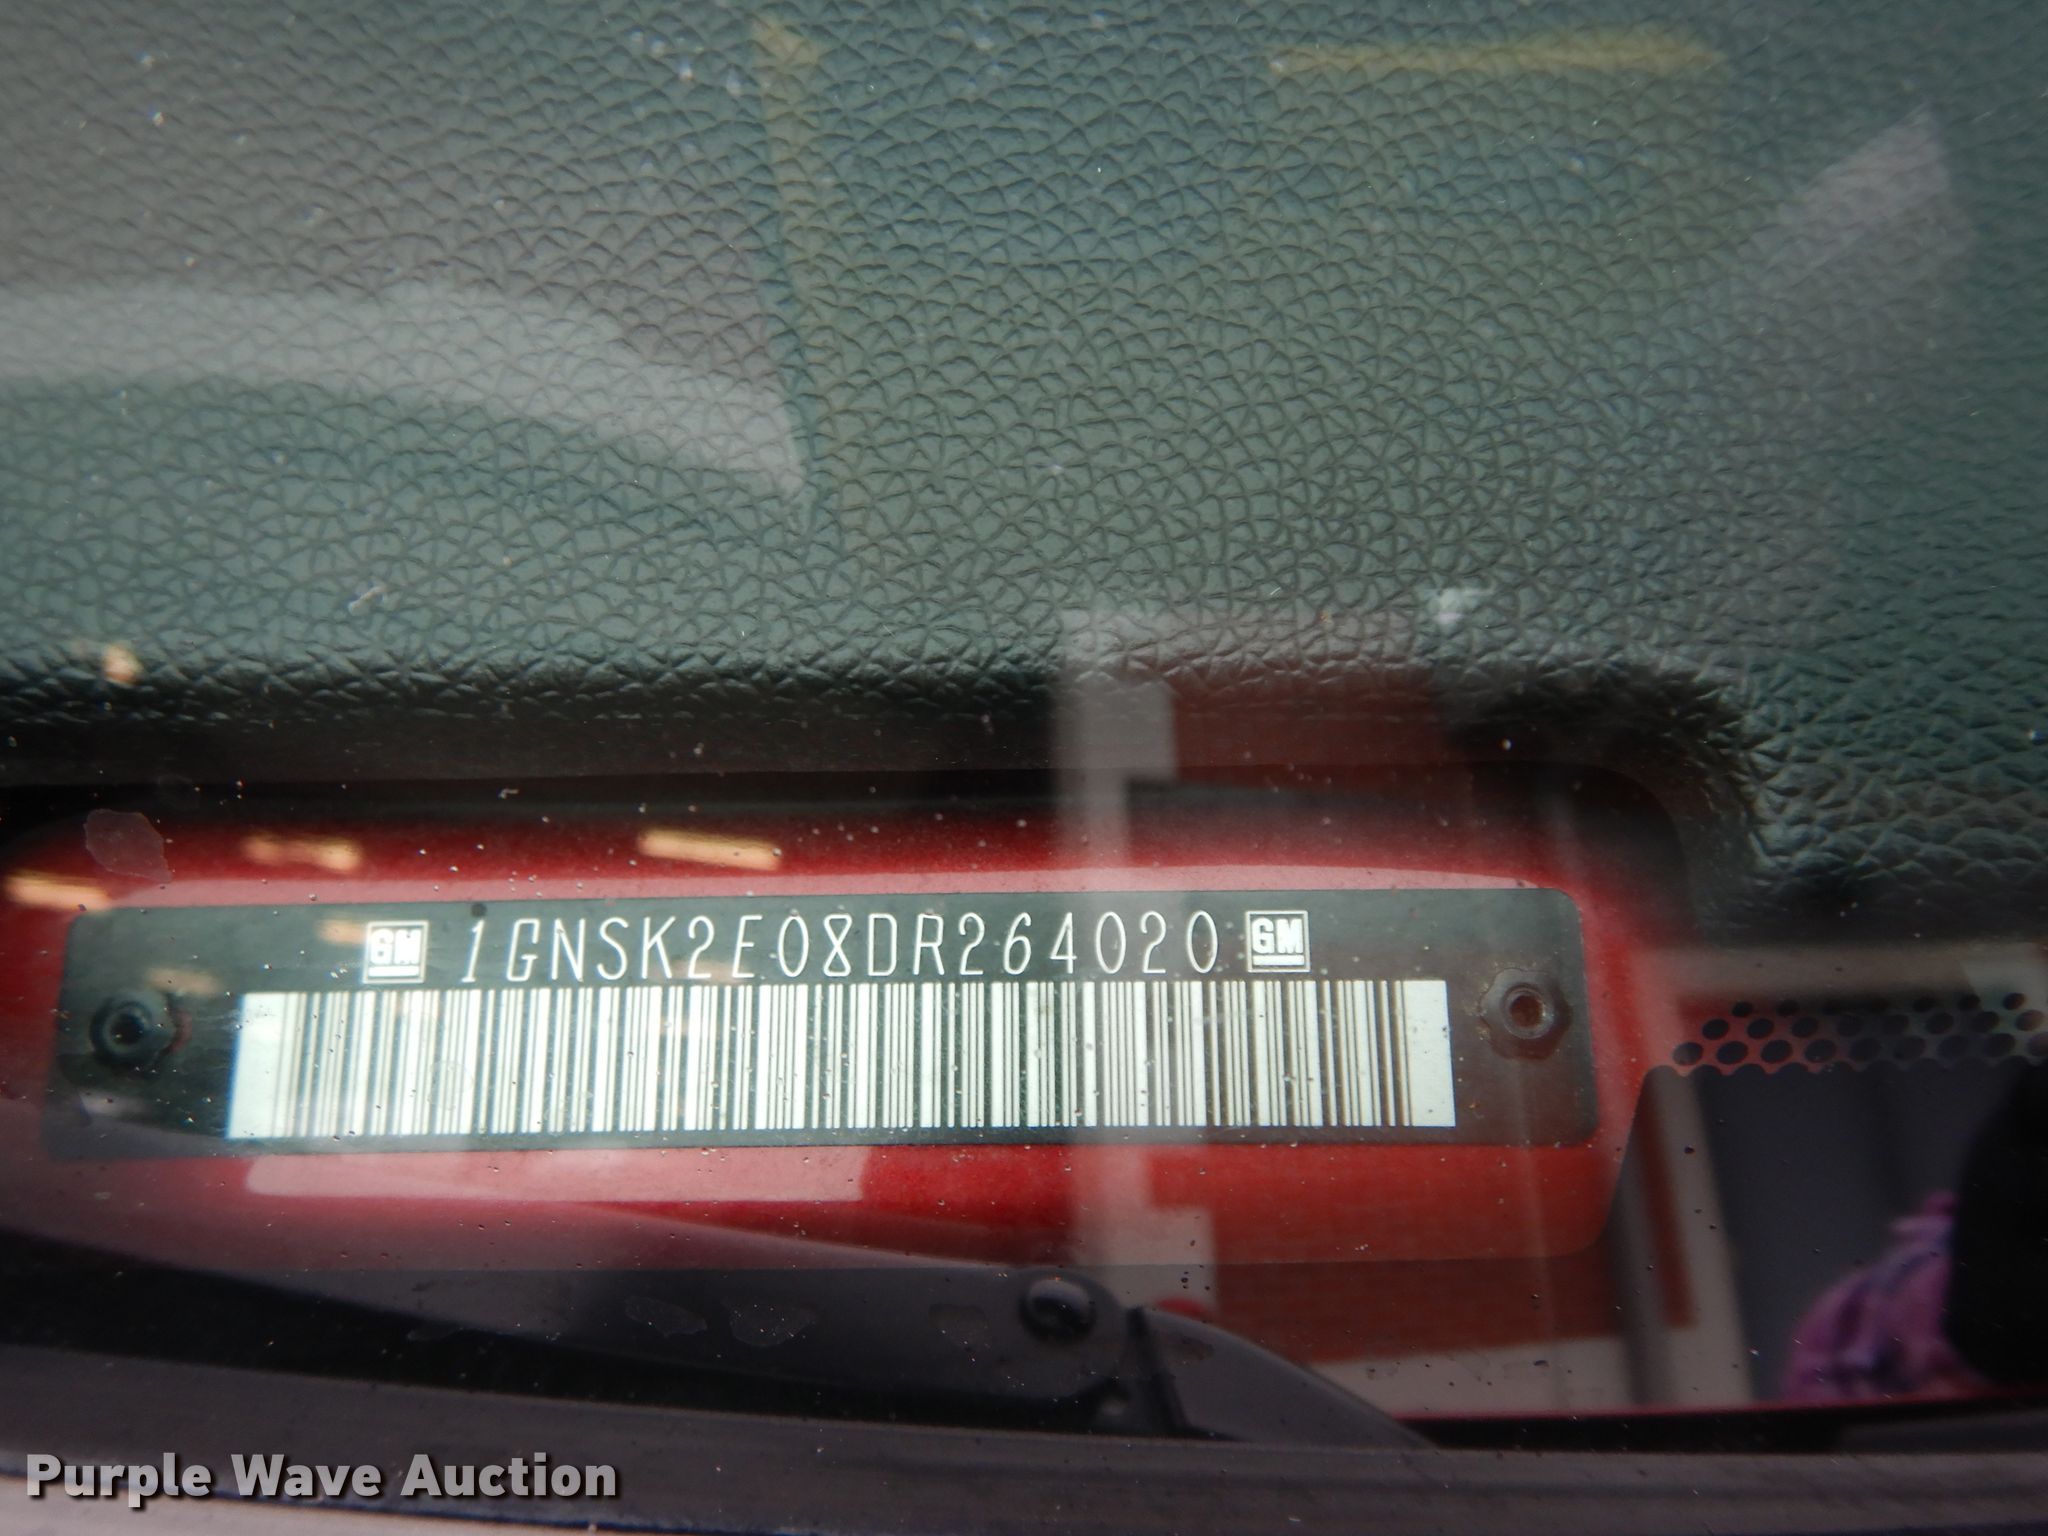 GM 1GNSK2E08DR264020 GM
Purple Wave Auction